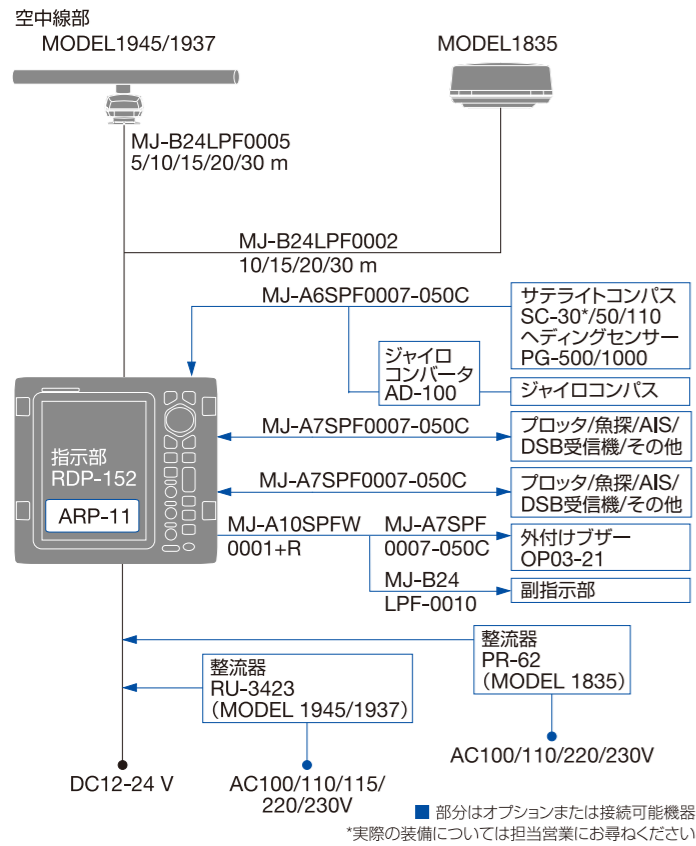 空中線部
MODEL1945/1937
MODEL1835
MJ-B24LPF0005
5/10/15/20/30 m
MJ-B24LPF0002
10/15/20/30 m
MJ-A6SPF0007-050C
サテライトコンパス
SC-30*/50/110
ヘディングセンサー
PG-500/1000
ジャイロ
コンバータ
AD-100
ジャイロコンパス
指示部
RDP-152
ARP-11
MJ-A7SPF0007-050C
プロッタ/魚探/AIS/
DSB受信機/その他
MJ-A7SPF0007-050C
プロッタ/魚探/AIS/
DSB受信機/その他
MJ-A10SPFW
0001+R
MJ-A7SPF
0007-050C
外付けブザー
OP03-21
MJ-B24
LPF-0010
副指示部
整流器
PR-62
(MODEL 1835)
整流器
RU-3423
(MODEL 1945/1937)
AC100/110/220/230V
DC12-24 V
AC100/110/115/
220/230V
■ 部分はオプションまたは接続可能機器
*実際の装備については担当営業にお尋ねください